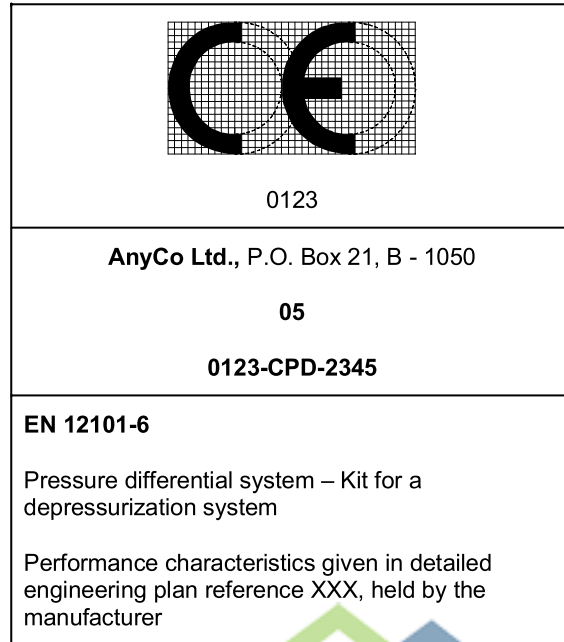 CE
0123
AnyCo Ltd., P.O. Box 21, B - 1050
05
0123-CPD-2345
EN 12101-6
Pressure differential system – Kit for a
depressurization system
Performance characteristics given in detailed
engineering plan reference XXX, held by the
manufacturer